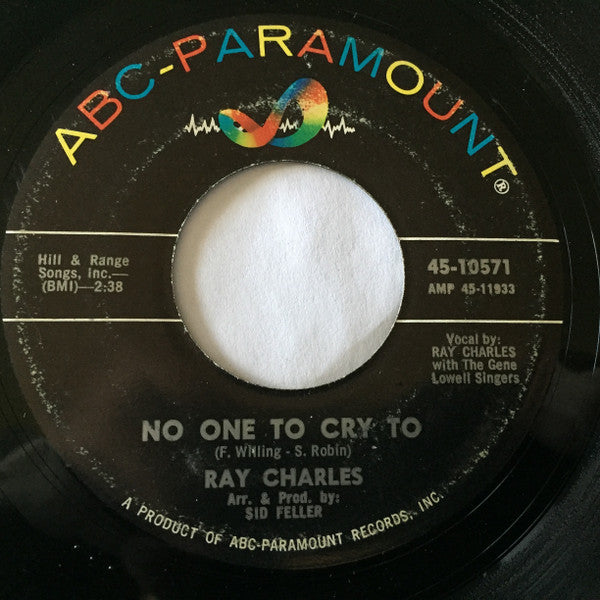 ABC-PARAMOUNT®
Hill & Range
Songs, Inc.—
(BMI)—2:38
45-10571
AMP 45-11933
Vocal by:
RAY CHARLES
with The Gene
Lowell Singers
NO ONE TO CRY TO
(F. Willing - S. Robin)
RAY CHARLES
Arr. & Prod. by:
SID FELLER
A PRODUCT OF ABC-PARAMOUNT RECORDS, INC.